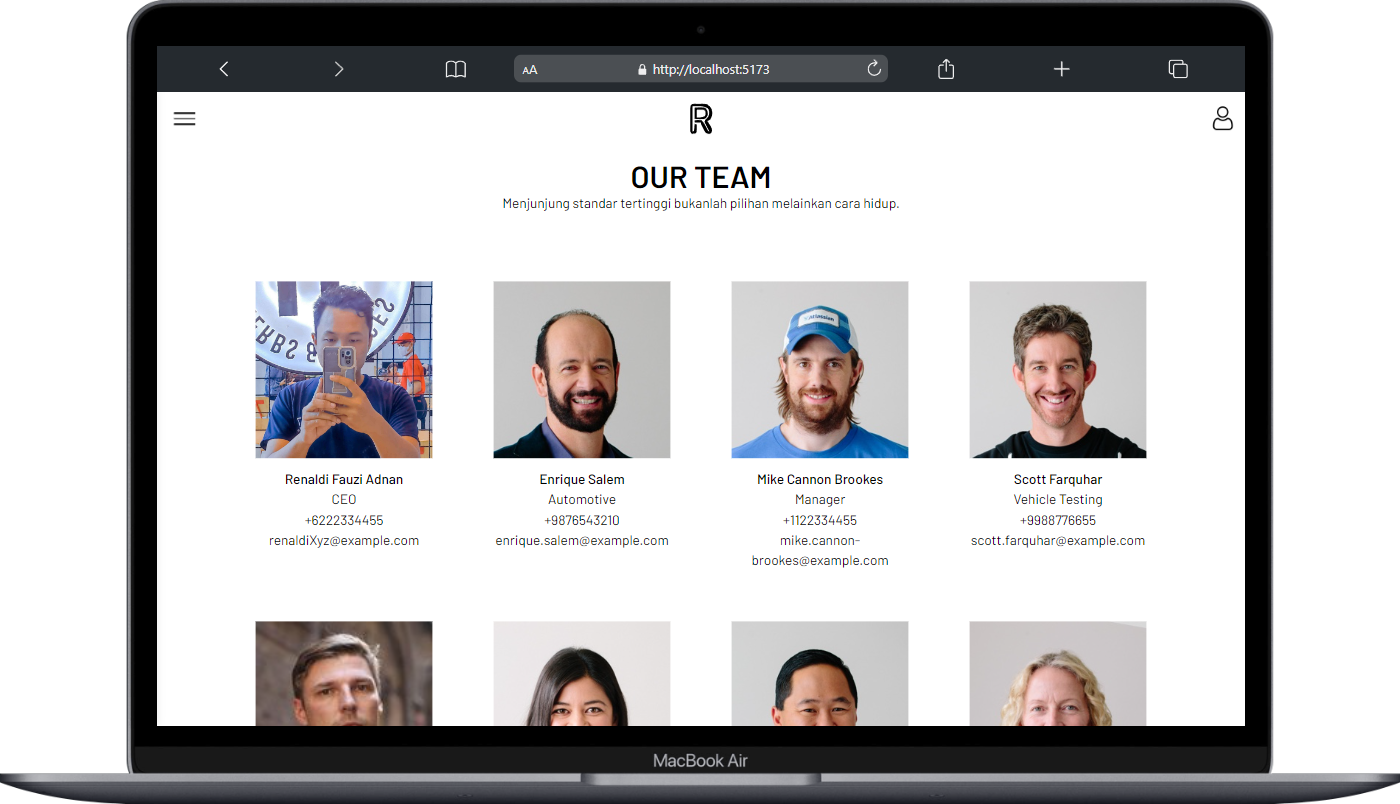 AA
http://localhost:5173
R
OUR TEAM
Menjunjung standar tertinggi bukanlah pilihan melainkan cara hidup.
Renaldi Fauzi Adnan
CEO
+6222334455
renaldiXyz@example.com
Enrique Salem
Automotive
+9876543210
enrique.salem@example.com
Mike Cannon Brookes
Manager
+1122334455
mike.cannon-
brookes@example.com
Scott Farquhar
Vehicle Testing
+9988776655
scott.farquhar@example.com
MacBook Air